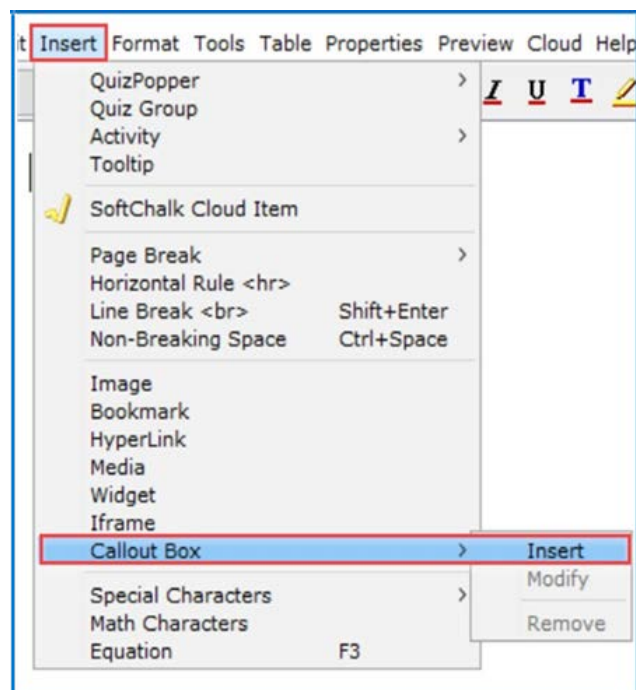 it Insert Format Tools Table Properties Preview Cloud Help
I U T
QuizPopper >
Quiz Group
Activity >
Tooltip
SoftChalk Cloud Item
Page Break >
Horizontal Rule <hr>
Line Break <br> Shift+Enter
Non-Breaking Space Ctrl+Space
Image
Bookmark
HyperLink
Media
Widget
Iframe
Callout Box > Insert
Modify
Special Characters >
Remove
Math Characters
Equation F3